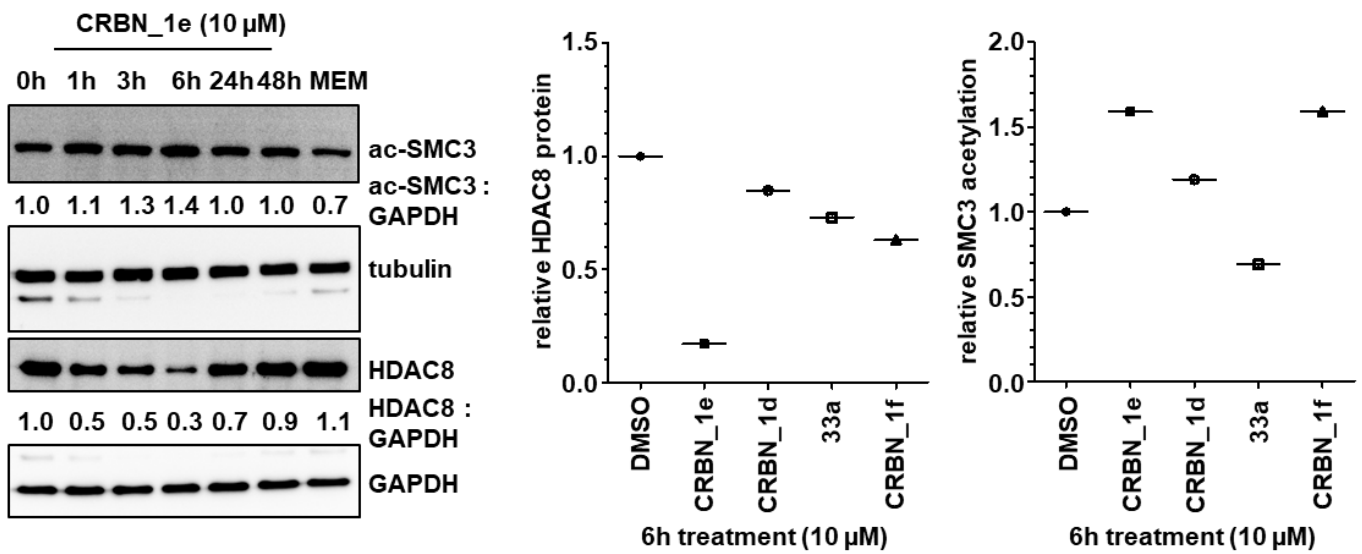 CRBN_1e (10 µM)
0h 1h 3h 6h 24h 48h MEM
ac-SMC3
ac-SMC3 :
1.0 1.1 1.3 1.4 1.0 1.0 0.7 GAPDH
tubulin
HDAC8
HDAC8 :
1.0 0.5 0.5 0.3 0.7 0.9 1.1 GAPDH
GAPDH
relative HDAC8 protein
1.5
1.0
0.5
0.0
DMSO
CRBN_1e
CRBN_1d
33a
CRBN_1f
6h treatment (10 µM)
relative SMC3 acetylation
2.0
1.5
1.0
0.5
0.0
DMSO
CRBN_1e
CRBN_1d
33a
CRBN_1f
6h treatment (10 µM)